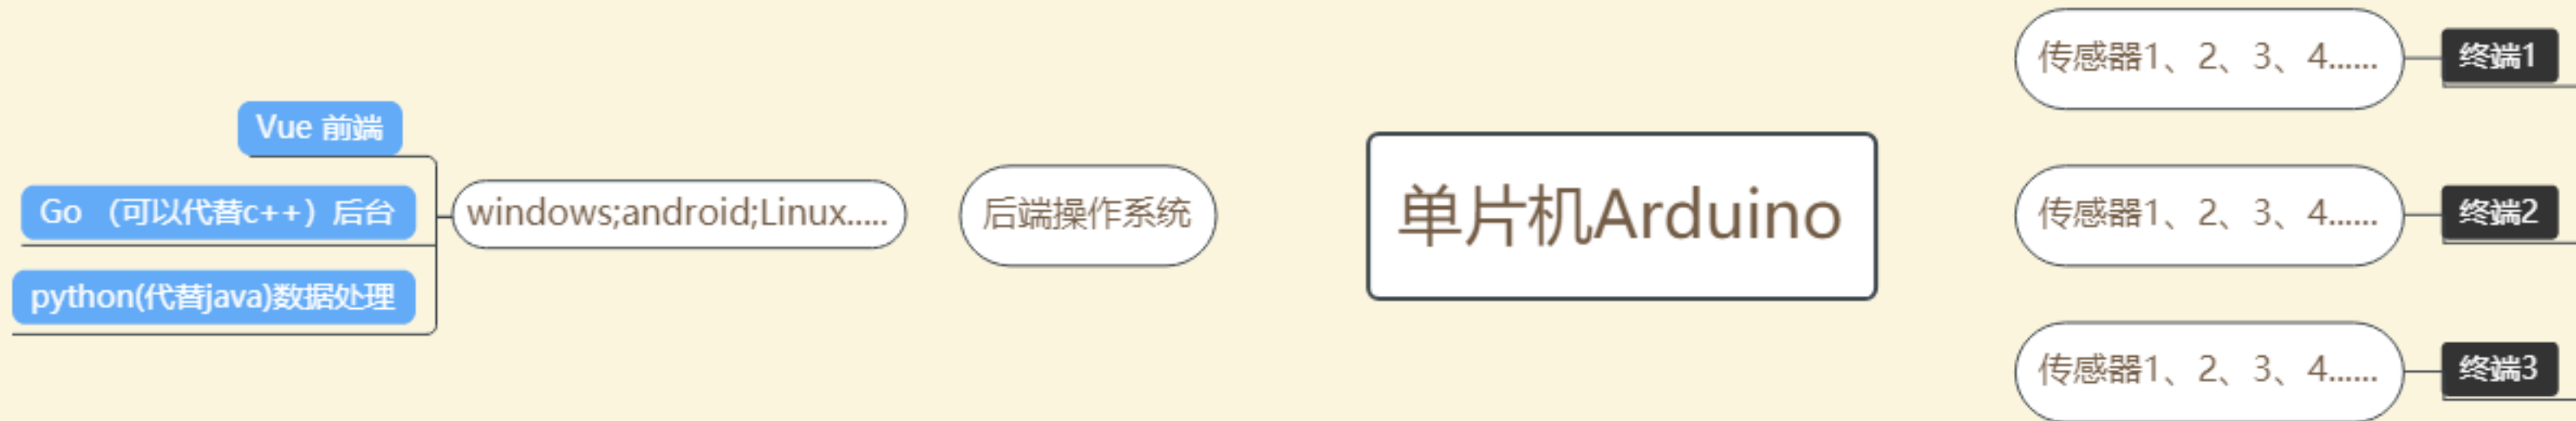 Vue 前端
Go （可以代替c++）后台
python(代替java)数据处理
windows;android;Linux.....
后端操作系统
单片机Arduino
传感器1、2、3、4......
终端1
传感器1、2、3、4......
终端2
传感器1、2、3、4......
终端3